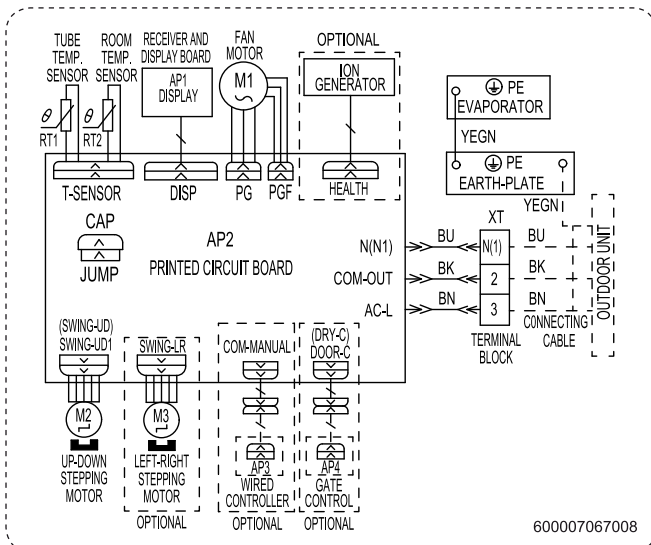 TUBE
TEMP.
SENSOR
ROOM
TEMP.
SENSOR
RECEIVER AND
DISPLAY BOARD
FAN
MOTOR
OPTIONAL
AP1
DISPLAY
M1
ION
GENERATOR
PE
EVAPORATOR
θ
RT1
θ
RT2
YEGN
PE
EARTH-PLATE
YEGN
T-SENSOR
DISP
PG
PGF
HEALTH
CAP
JUMP
AP2
PRINTED CIRCUIT BOARD
XT
N(N1)
BU
N(1)
BU
COM-OUT
BK
2
BK
AC-L
BN
3
BN
TERMINAL
BLOCK
CONNECTING
CABLE
OUTDOOR UNIT
(SWING-UD)
SWING-UD1
SWING-LR
COM-MANUAL
(DRY-C)
DOOR-C
M2
M3
AP3
AP4
UP-DOWN
STEPPING
MOTOR
LEFT-RIGHT
STEPPING
MOTOR
WIRED
CONTROLLER
GATE
CONTROL
OPTIONAL
OPTIONAL
OPTIONAL
600007067008